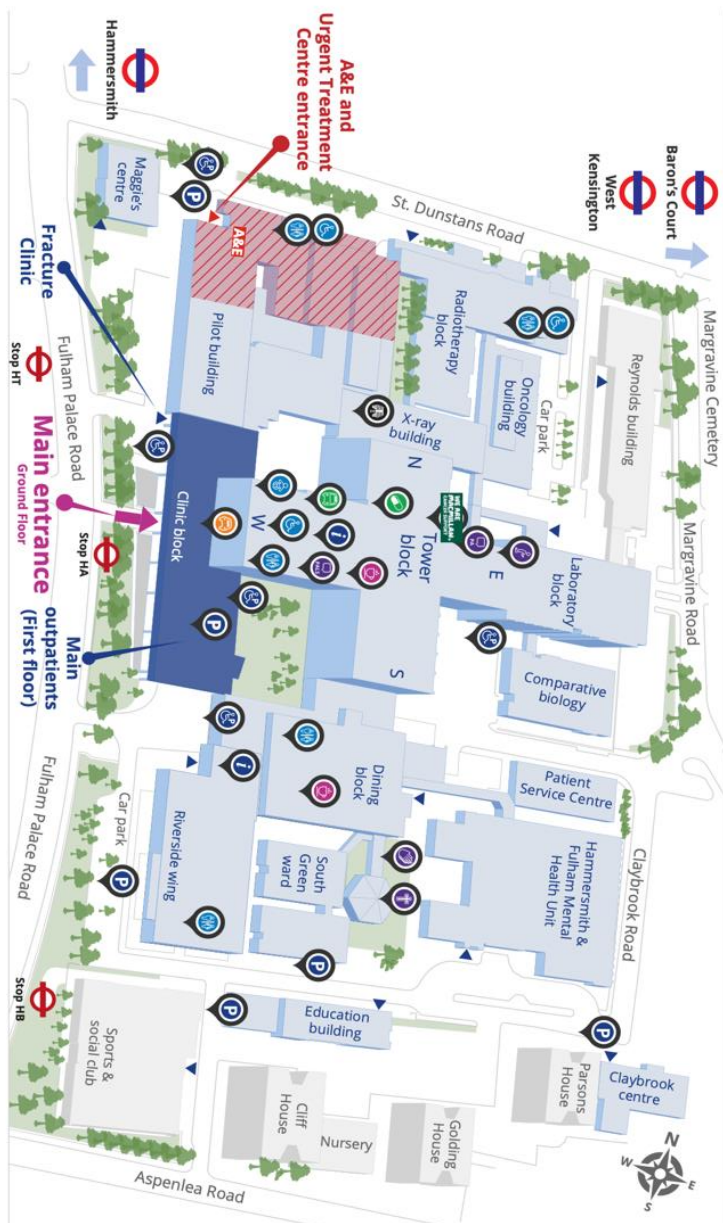 Hammersmith
A&E and
Urgent Treatment
Centre entrance
Baron's Court
West
Kensington
St. Dunstans Road
Margravine Cemetery
Margravine Road
Maggie's
centre
P
P
A&E
Fracture
Clinic
Pilot building
Radiotherapy
block
Oncology
building
Car park
Reynolds building
X-ray
building
Fulham Palace Road
Stop HT
Main entrance
Ground Floor
Stop HA
Main
outpatients
(First floor)
Clinic block
P
P
P
N
W
E
S
Tower
block
i
WE ARE
MACMILLAN.
CANCER SUPPORT
Laboratory
block
P
Comparative
biology
P
i
Dining
block
Patient
Service Centre
Hammersmith &
Fulham Mental
Health Unit
Claybrook Road
Fulham Palace Road
Car park
P
Riverside wing
South
Green
ward
P
Stop HB
Sports &
social club
P
Education
building
P
Parsons
House
Claybrook
centre
Cliff
House
Nursery
Golding
House
Aspenlea Road
N
E
S
W